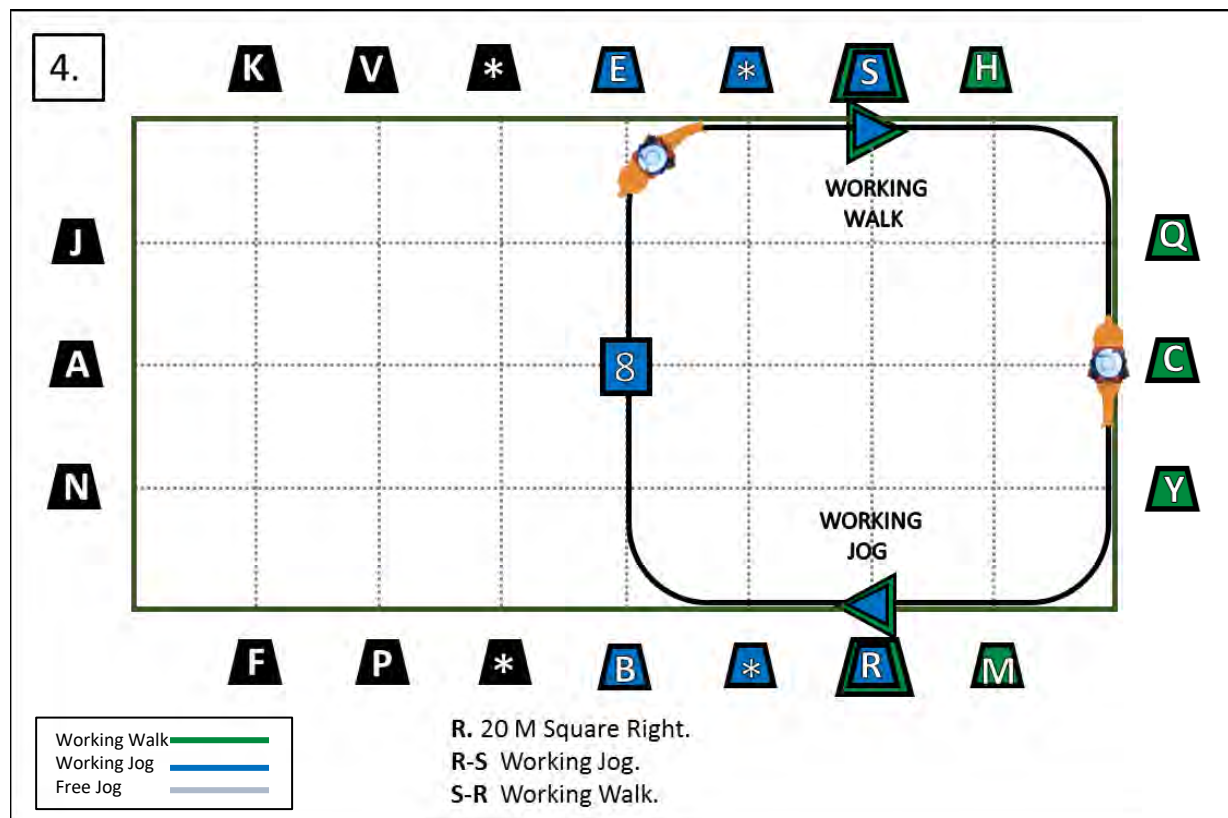 4.
K V * E * S H
WORKING
WALK
J Q
A 8 C
N Y
WORKING
JOG
F P * B * R M
Working Walk
Working Jog
Free Jog
R. 20 M Square Right.
R-S Working Jog.
S-R Working Walk.